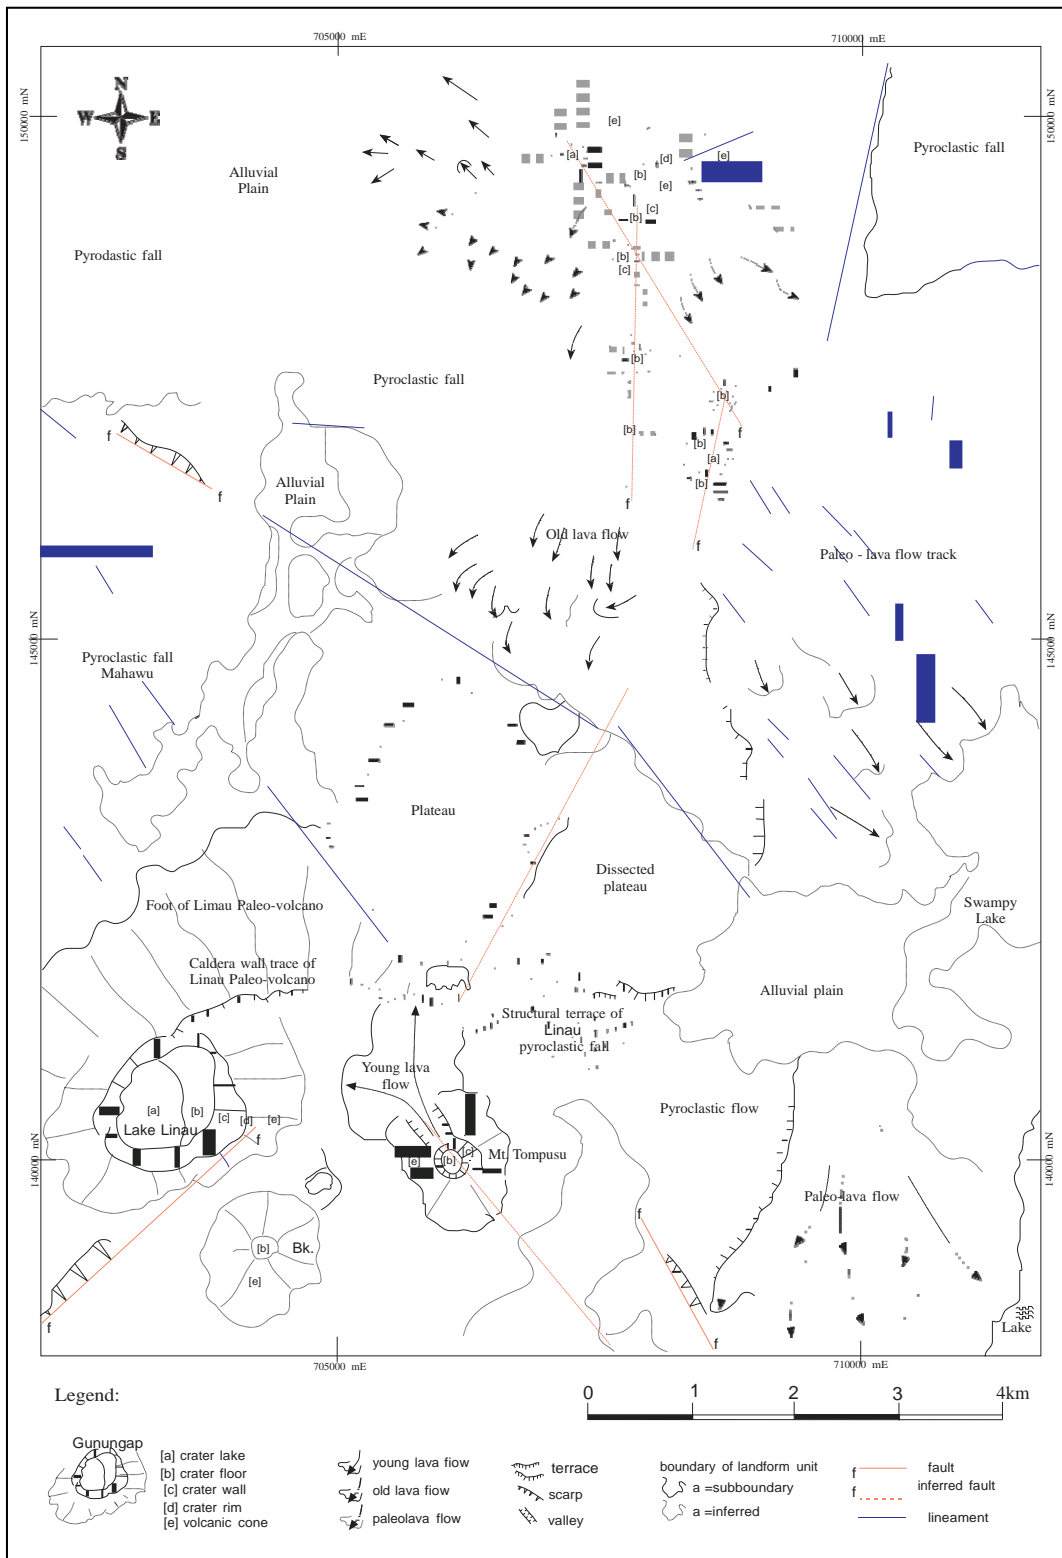 705000 mE
710000 mE
150000 mN
150000 mN
N
W E
S
[e]
Pyroclastic fall
[a]
[d]
[e]
Alluvial
Plain
[b]
[e]
[c]
[b]
Pyrodastic fall
[b]
[c]
[b]
Pyroclastic fall
[b]
f
[b]
f
[b]
[a]
Alluvial
Plain
[b]
f
f
Old lava flow
f
Paleo - lava flow track
145000 mN
145000 mN
Pyroclastic fall
Mahawu
Plateau
Dissected
plateau
Foot of Limau Paleo-volcano
Swampy
Lake
Caldera wall trace of
Linau Paleo-volcano
Alluvial plain
Structural terrace of
Linau
pyroclastic fall
Young lava
flow
Pyroclastic flow
[a]
[b]
[c]
[d]
[e]
Lake Linau
f
[c]
Mt. Tompusu
[e]
[b]
140000 mN
140000 mN
Paleo-lava flow
f
[b]
Bk.
[e]
f
f
Lake
705000 mE
710000 mE
Legend:
0 1 2 3 4km
Gunungap
[a] crater lake
[b] crater floor
[c] crater wall
[d] crater rim
[e] volcanic cone
young lava flow
old lava flow
paleolava flow
terrace
scarp
valley
boundary of landform unit
a =subboundary
a =inferred
f
fault
f
inferred fault
lineament